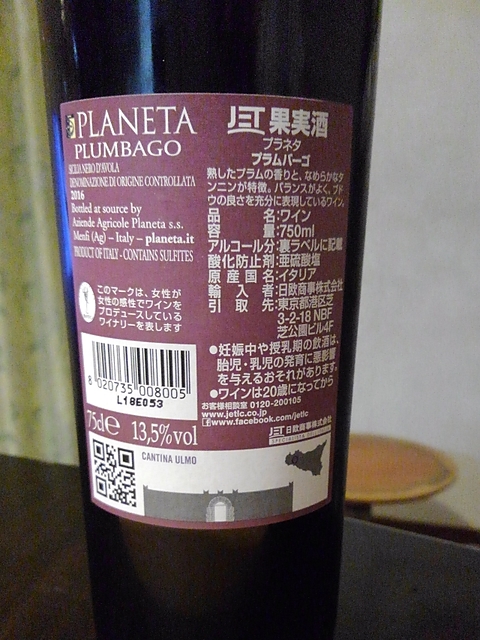 PLANETA
PLUMBAGO
SICILIA NERO D'AVOLA
DENOMINAZIONE DI ORIGINE CONTROLLATA
2016
Bottled at source by
Aziende Agricole Planeta s.s.
Menfi (Ag) – Italy – planeta.it
PRODUCT OF ITALY - CONTAINS SULFITES
このマークは、女性が
女性の感性でワインを
プロデュースしている
ワイナリーを表します
8 020735 008005
L18E053
75cle 13,5%vol
CANTINA ULMO
JET 果実酒
プラネタ
プラムバーゴ
熟したプラムの香りと、なめらかなタ
ンニンが特徴。バランスがよく、ブド
ウの良さを充分に表現しているワイン。
品名:ワイン
容量:750ml
アルコール分:裏ラベルに記載
酸化防止剤:亜硫酸塩
原産国名:イタリア
輸入者:日欧商事株式会社
引取先:東京都港区芝
3-2-18 NBF
芝公園ビル4F
●妊娠中や授乳期の飲酒は、
胎児・乳児の発育に悪影響
を与えるおそれがあります。
●ワインは20歳になってから
お客様相談室 0120-200105
www.jetlc.co.jp
www.facebook.com/jetlc
JET 日欧商事株式会社